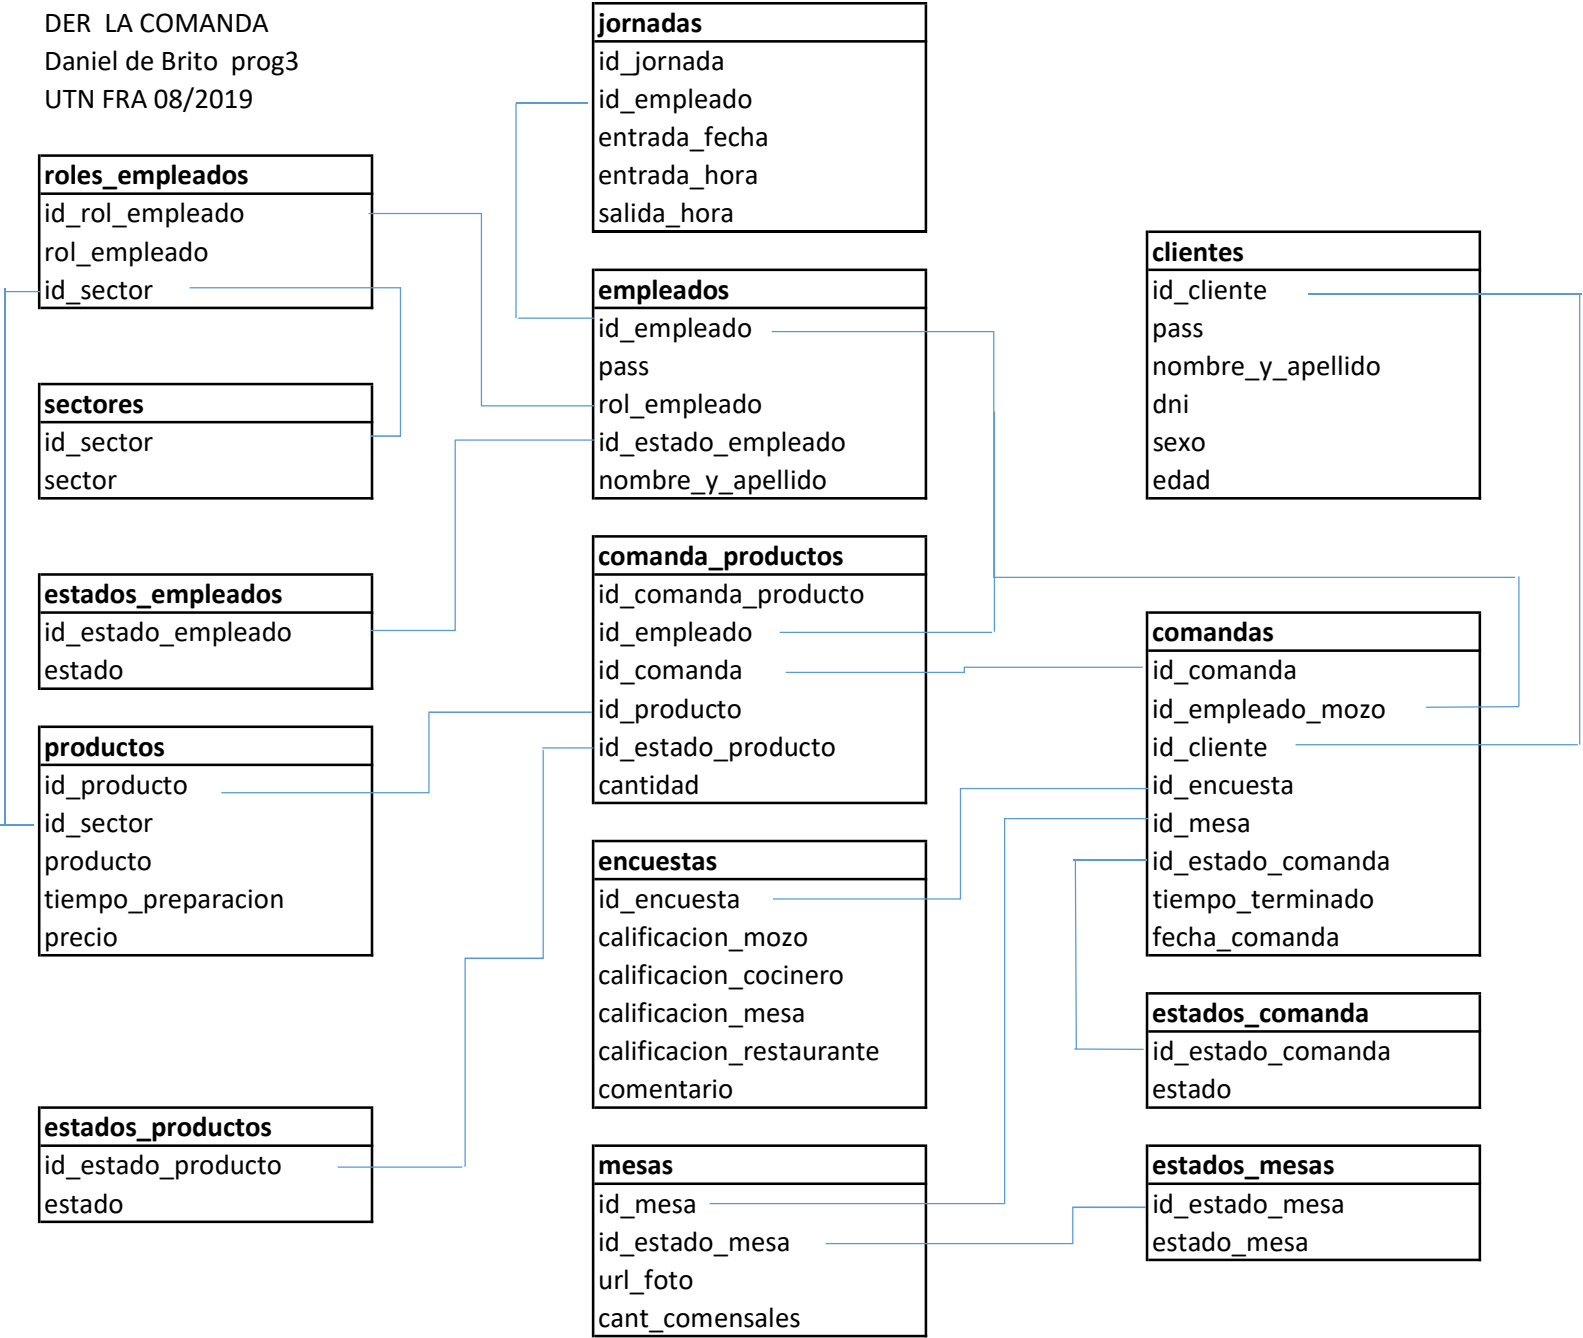 DER LA COMANDA
Daniel de Brito prog3
UTN FRA 08/2019
roles_empleados
id_rol_empleado
rol_empleado
id_sector
sectores
id_sector
sector
estados_empleados
id_estado_empleado
estado
productos
id_producto
id_sector
producto
tiempo_preparacion
precio
estados_productos
id_estado_producto
estado
jornadas
id_jornada
id_empleado
entrada_fecha
entrada_hora
salida_hora
empleados
id_empleado
pass
rol_empleado
id_estado_empleado
nombre_y_apellido
comanda_productos
id_comanda_producto
id_empleado
id_comanda
id_producto
id_estado_producto
cantidad
encuestas
id_encuesta
calificacion_mozo
calificacion_cocinero
calificacion_mesa
calificacion_restaurante
comentario
mesas
id_mesa
id_estado_mesa
url_foto
cant_comensales
clientes
id_cliente
pass
nombre_y_apellido
dni
sexo
edad
comandas
id_comanda
id_empleado_mozo
id_cliente
id_encuesta
id_mesa
id_estado_comanda
tiempo_terminado
fecha_comanda
estados_comanda
id_estado_comanda
estado
estados_mesas
id_estado_mesa
estado_mesa